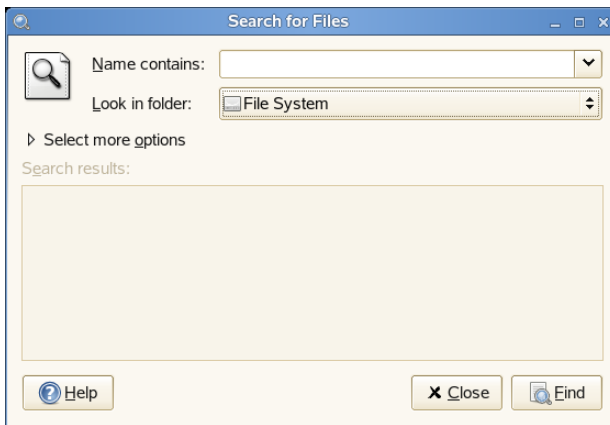 Search for Files
Name contains:
Look in folder: File System
Select more options
Search results:
Help Close Find